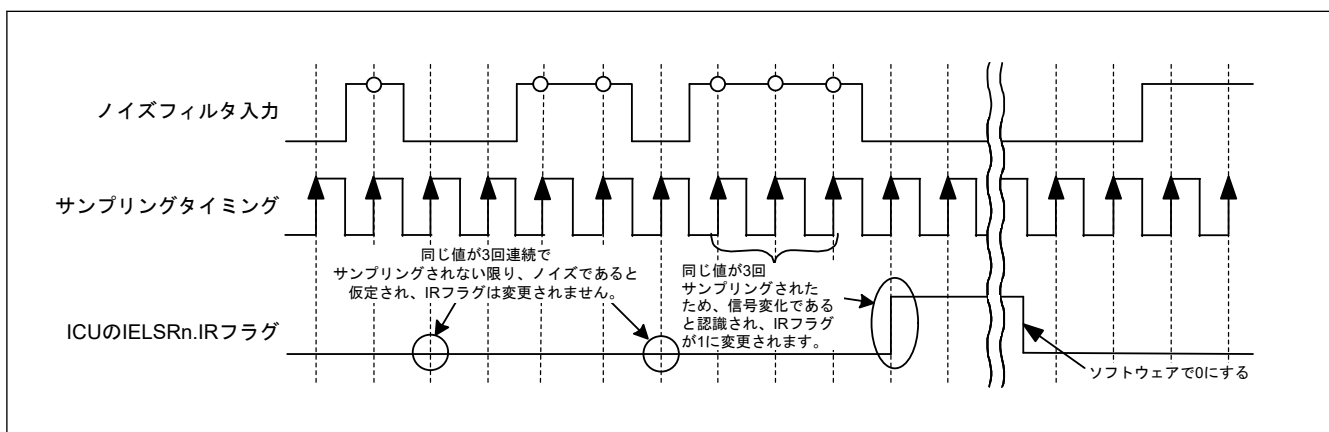 ノイズフィルタ入力
サンプリングタイミング
同じ値が3回連続で
サンプリングされない限り、ノイズであると
仮定され、IRフラグは変更されません。
同じ値が3回
サンプリングされた
ため、信号変化である
と認識され、IRフラグ
が1に変更されます。
ICUのIELSRn.IRフラグ
ソフトウェアで0にする